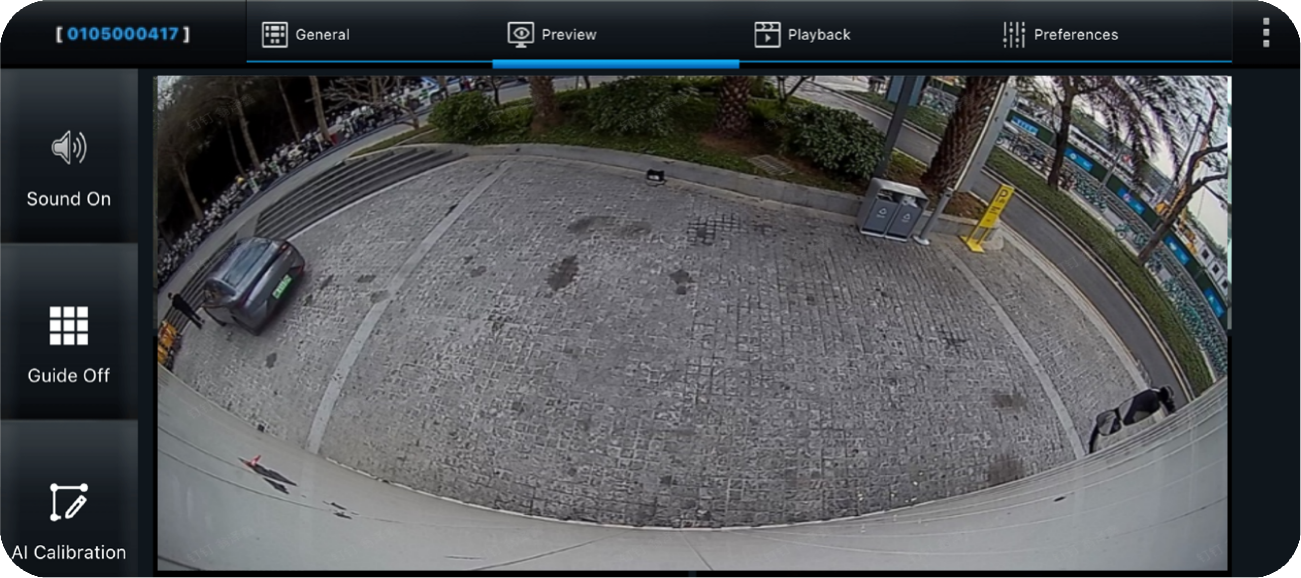 [ 0105000417 ]
General
Preview
Playback
Preferences
Sound On
Guide Off
AI Calibration